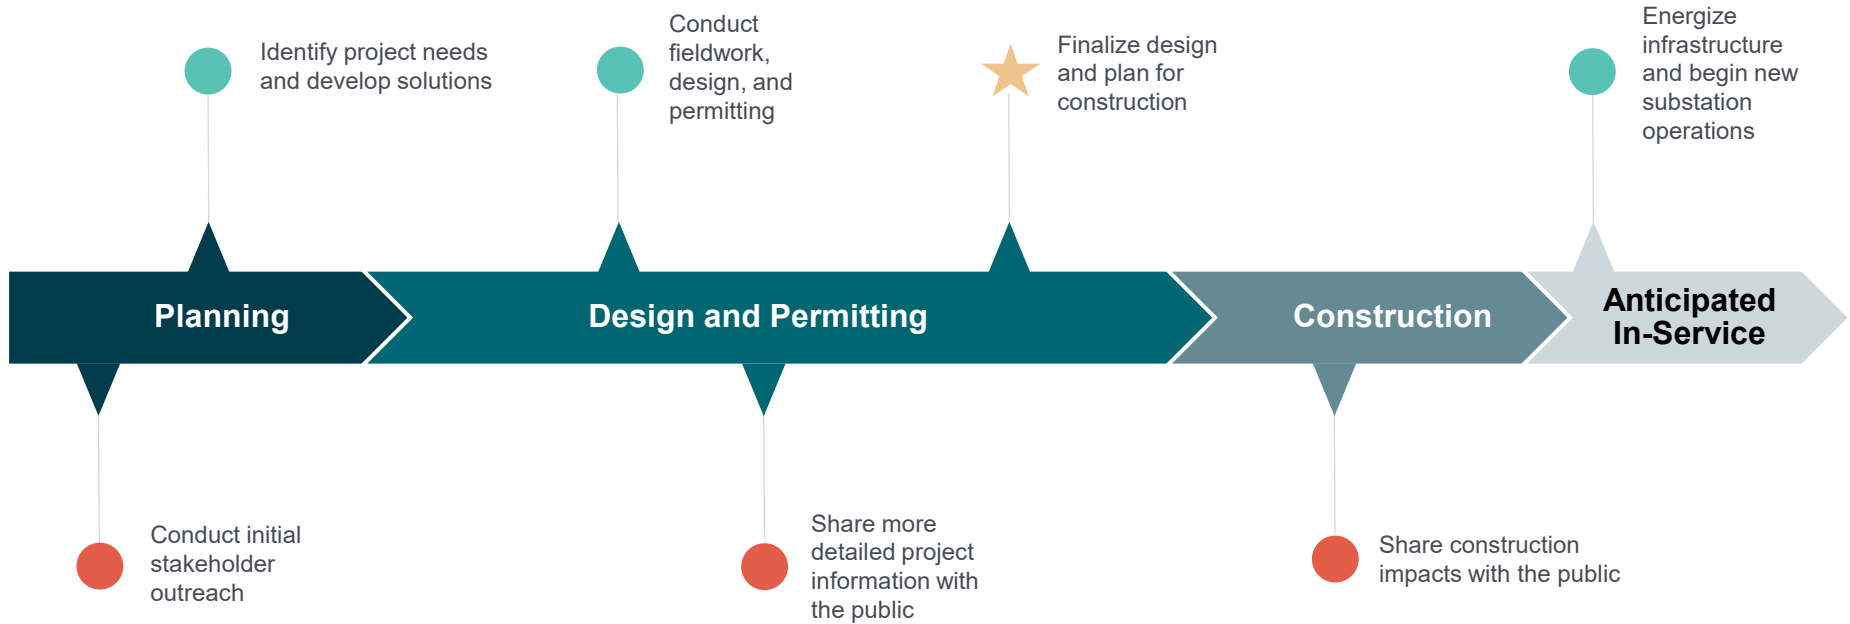 Identify project needs
and develop solutions
Conduct
fieldwork,
design, and
permitting
Finalize design
and plan for
construction
Energize
infrastructure
and begin new
substation
operations
Planning
Design and Permitting
Construction
Anticipated
In-Service
Conduct initial
stakeholder
outreach
Share more
detailed project
information with
the public
Share construction
impacts with the public